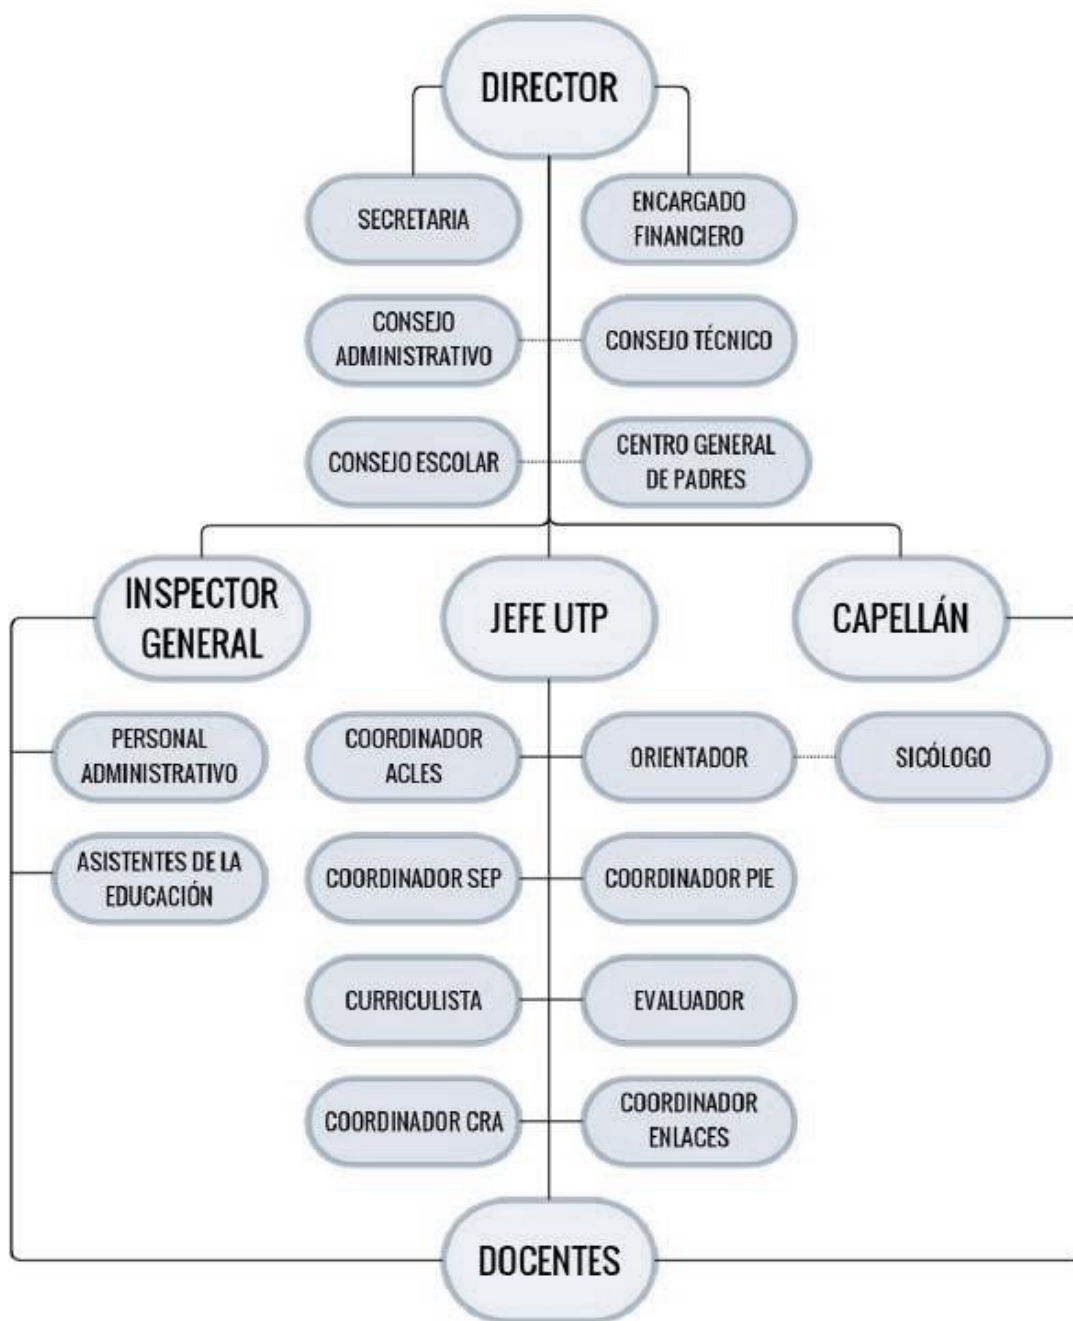 DIRECTOR
SECRETARIA
ENCARGADO
FINANCIERO
CONSEJO
ADMINISTRATIVO
CONSEJO TÉCNICO
CONSEJO ESCOLAR
CENTRO GENERAL
DE PADRES
INSPECTOR
GENERAL
JEFE UTP
CAPELLÁN
PERSONAL
ADMINISTRATIVO
COORDINADOR
ACLES
ORIENTADOR
SICÓLOGO
ASISTENTES DE LA
EDUCACIÓN
COORDINADOR SEP
COORDINADOR PIE
CURRICULISTA
EVALUADOR
COORDINADOR CRA
COORDINADOR
ENLACES
DOCENTES